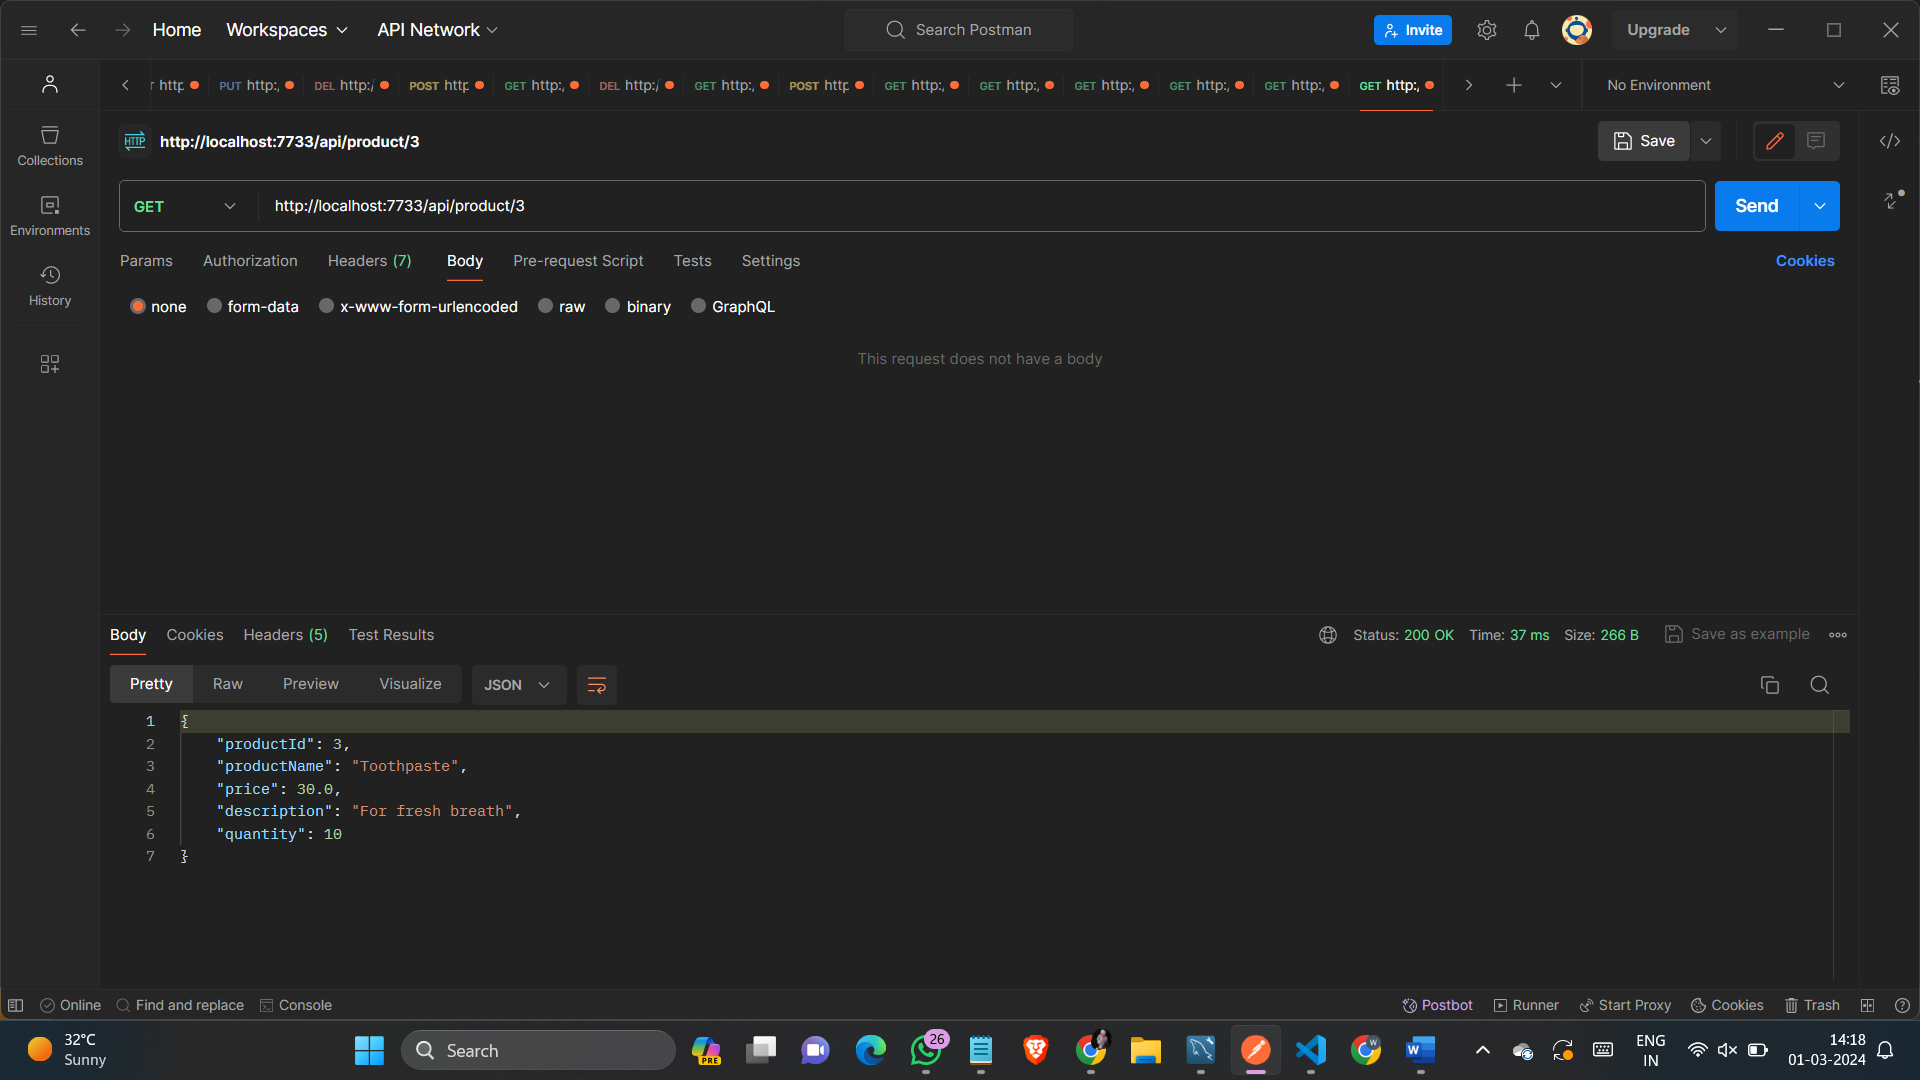 Home Workspaces API Network Search Postman Invite Upgrade
http PUT http:, DEL http:/ POST http GET http:, DEL http:/ GET http:, POST http GET http:, GET http:, GET http:, GET http:, GET http:, GET http:, No Environment
HTTP http://localhost:7733/api/product/3 Save
Collections
GET http://localhost:7733/api/product/3 Send
Environments
Params Authorization Headers (7) Body Pre-request Script Tests Settings Cookies
History
none form-data x-www-form-urlencoded raw binary GraphQL
This request does not have a body
Body Cookies Headers (5) Test Results Status: 200 OK Time: 37 ms Size: 266 B Save as example
Pretty Raw Preview Visualize JSON
1 {
2 "productId": 3,
3 "productName": "Toothpaste",
4 "price": 30.0,
5 "description": "For fresh breath",
6 "quantity": 10
7 }
Online Find and replace Console Postbot Runner Start Proxy Cookies Trash
32°C
Sunny
Search
PRE
26
W
W
ENG
IN
14:18
01-03-2024